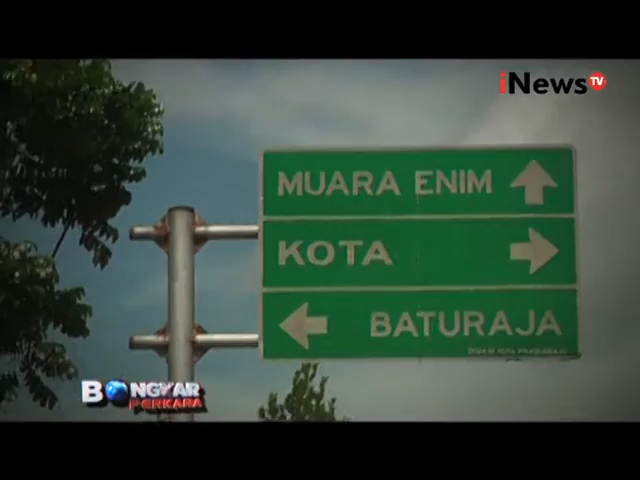 iNews TV
MUARA ENIM
KOTA
BATURAJA
BONGKAR
PERKARA